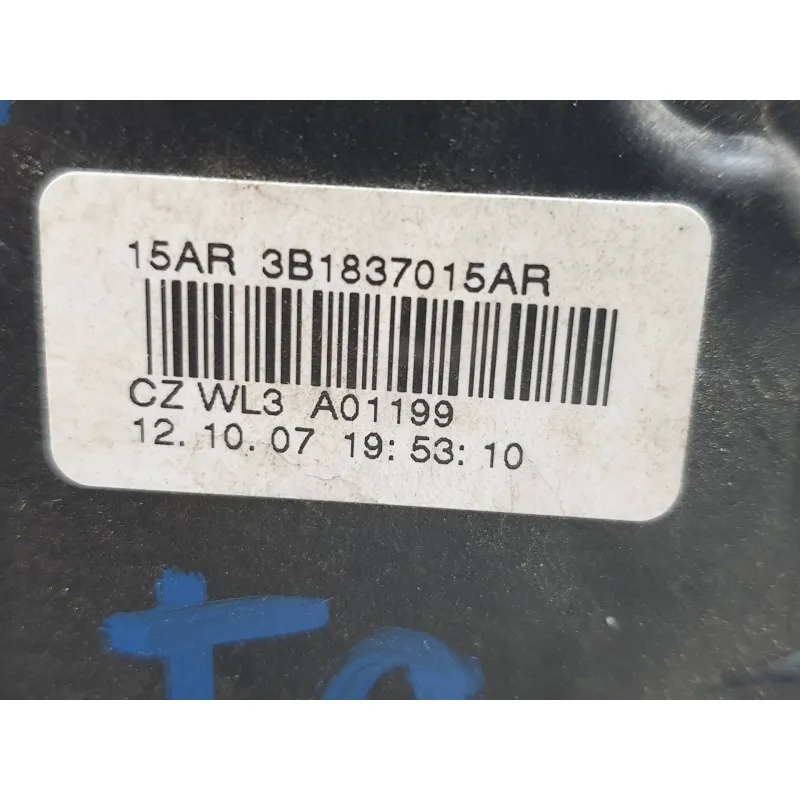 15AR 3B1837015AR
CZ WL3 A01199
12. 10. 07 19: 53: 10